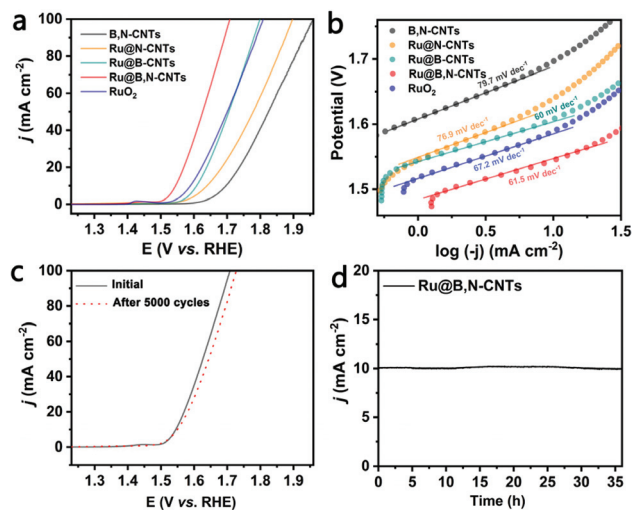 a
100
80
60
40
20
0
j (mA cm⁻²)
B,N-CNTs
Ru@N-CNTs
Ru@B-CNTs
Ru@B,N-CNTs
RuO₂
1.3 1.4 1.5 1.6 1.7 1.8 1.9
E (V vs. RHE)
b
1.7
1.6
1.5
Potential (V)
B,N-CNTs
Ru@N-CNTs
Ru@B-CNTs
Ru@B,N-CNTs
RuO₂
79.7 mV dec⁻¹
76.9 mV dec⁻¹
60 mV dec⁻¹
67.2 mV dec⁻¹
61.5 mV dec⁻¹
0.0 0.5 1.0 1.5
log (-j) (mA cm⁻²)
c
100
80
60
40
20
0
j (mA cm⁻²)
Initial
After 5000 cycles
1.3 1.4 1.5 1.6 1.7 1.8 1.9
E (V vs. RHE)
d
20
15
10
5
0
j (mA cm⁻²)
Ru@B,N-CNTs
0 5 10 15 20 25 30 35
Time (h)